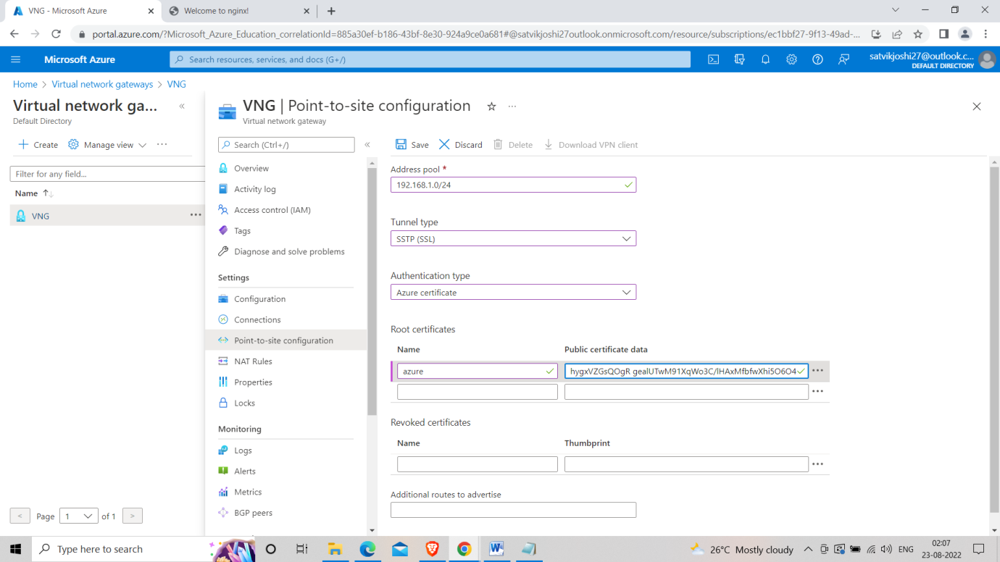 VNG - Microsoft Azure
Welcome to nginx!
portal.azure.com/?Microsoft_Azure_Education_correlationId=885a30ef-b186-43bf-8e30-924a9ce0a681#@satvikjoshi27outlook.onmicrosoft.com/resource/subscriptions/ec1bbf27-9f13-49ad-...
Microsoft Azure
Search resources, services, and docs (G+/)
satvikjoshi27@outlook.c...
DEFAULT DIRECTORY
Home > Virtual network gateways > VNG
Virtual network ga... «
Default Directory
Create Manage view ...
Filter for any field...
Name ↑↓
VNG ...
< Page 1 of 1 >
VNG | Point-to-site configuration ...
Virtual network gateway
Search (Ctrl+/) «
Overview
Activity log
Access control (IAM)
Tags
Diagnose and solve problems
Settings
Configuration
Connections
Point-to-site configuration
NAT Rules
Properties
Locks
Monitoring
Logs
Alerts
Metrics
BGP peers
Save Discard Delete Download VPN client
Address pool *
192.168.1.0/24
Tunnel type
SSTP (SSL)
Authentication type
Azure certificate
Root certificates
Name Public certificate data
azure hygxVZGsQOgR gealUTwM91XqWo3C/lHAxMfbfwXhi5O6O4 ...
...
Revoked certificates
Name Thumbprint
...
Additional routes to advertise
Type here to search
26°C Mostly cloudy
ENG
02:07
23-08-2022